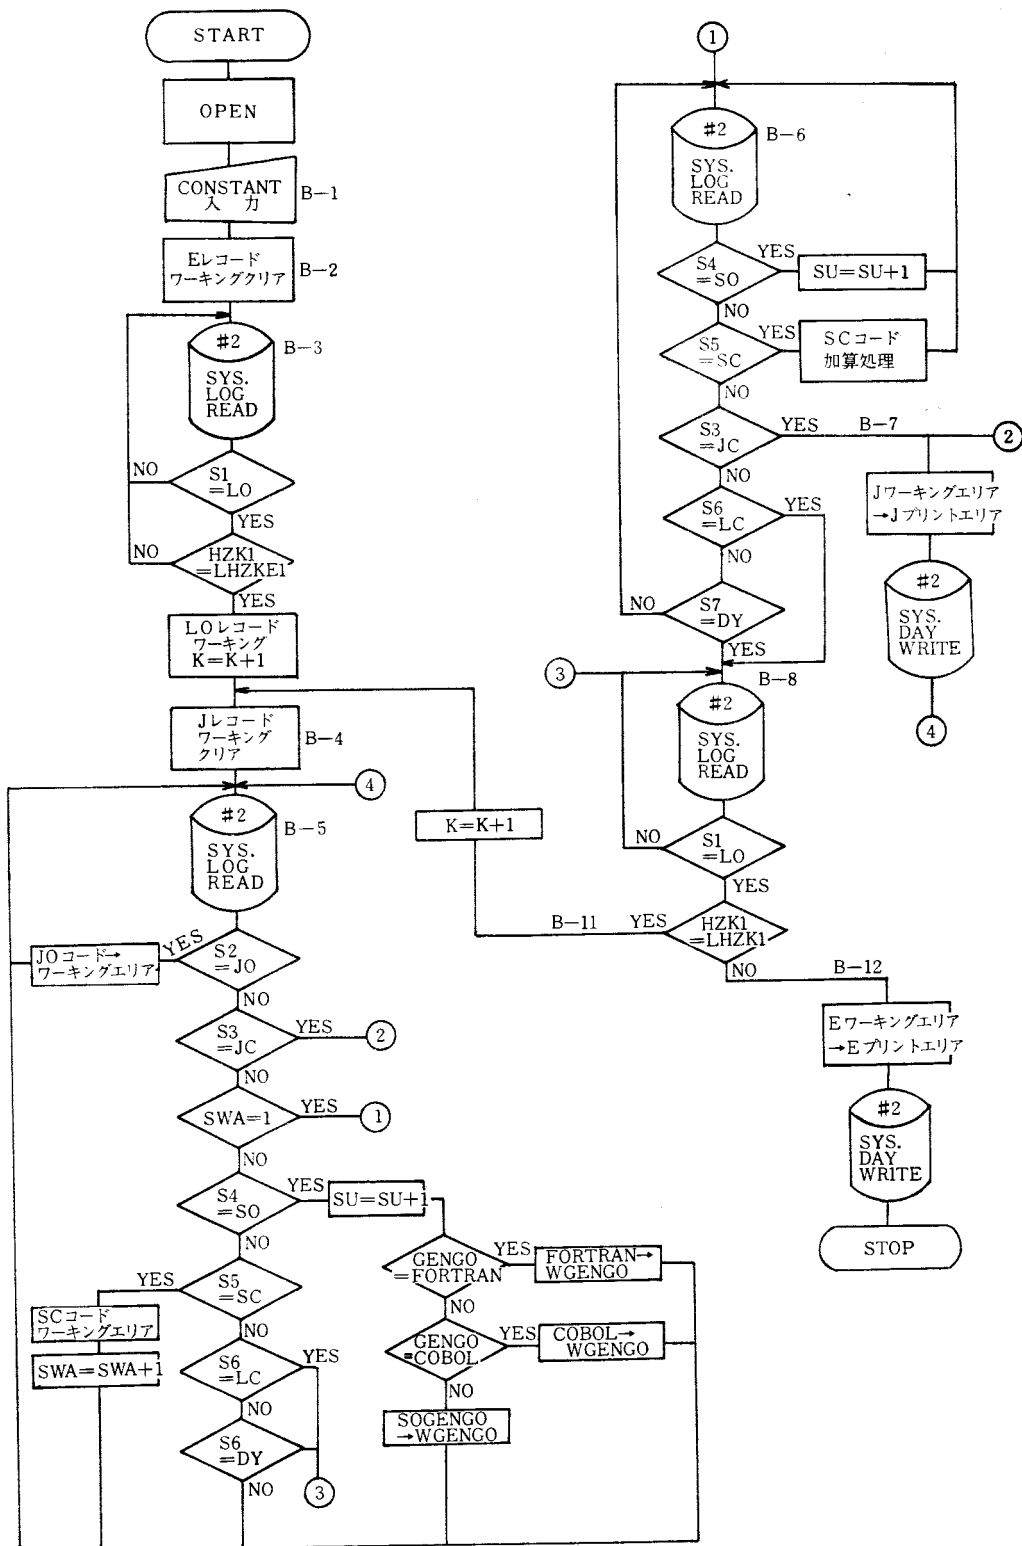 START
OPEN
CONSTANT
入 力
B-1
Eレコード
ワーキングクリア
B-2
#2
B-3
SYS.
LOG
READ
NO
S1
=LO
YES
NO
HZK1
=LHZKE1
YES
LOレコード
ワーキング
K=K+1
Jレコード
ワーキング
クリア
B-4
④
#2
B-5
SYS.
LOG
READ
JOコード→
ワーキングエリア
YES
S2
=JO
NO
S3
=JC
YES
②
NO
SWA=1
YES
①
NO
S4
=SO
YES
SU=SU+1
NO
GENGO
=FORTRAN
YES
FORTRAN→
WGENGO
NO
GENGO
=COBOL
YES
COBOL→
WGENGO
NO
SOGENGO
→WGENGO
YES
S5
=SC
SCコード
ワーキングエリア
SWA=SWA+1
NO
S6
=LC
YES
NO
S6
=DY
NO
③
①
#2
B-6
SYS.
LOG
READ
S4
=SO
YES
SU=SU+1
NO
S5
=SC
YES
SCコード
加算処理
NO
S3
=JC
YES
B-7
②
NO
Jワーキングエリア
→Jプリントエリア
#2
SYS.
DAY
WRITE
④
S6
=LC
YES
NO
NO
S7
=DY
YES
③
B-8
#2
SYS.
LOG
READ
K=K+1
NO
S1
=LO
YES
B-11
YES
HZK1
=LHZK1
NO
B-12
Eワーキングエリア
→Eプリントエリア
#2
SYS.
DAY
WRITE
STOP